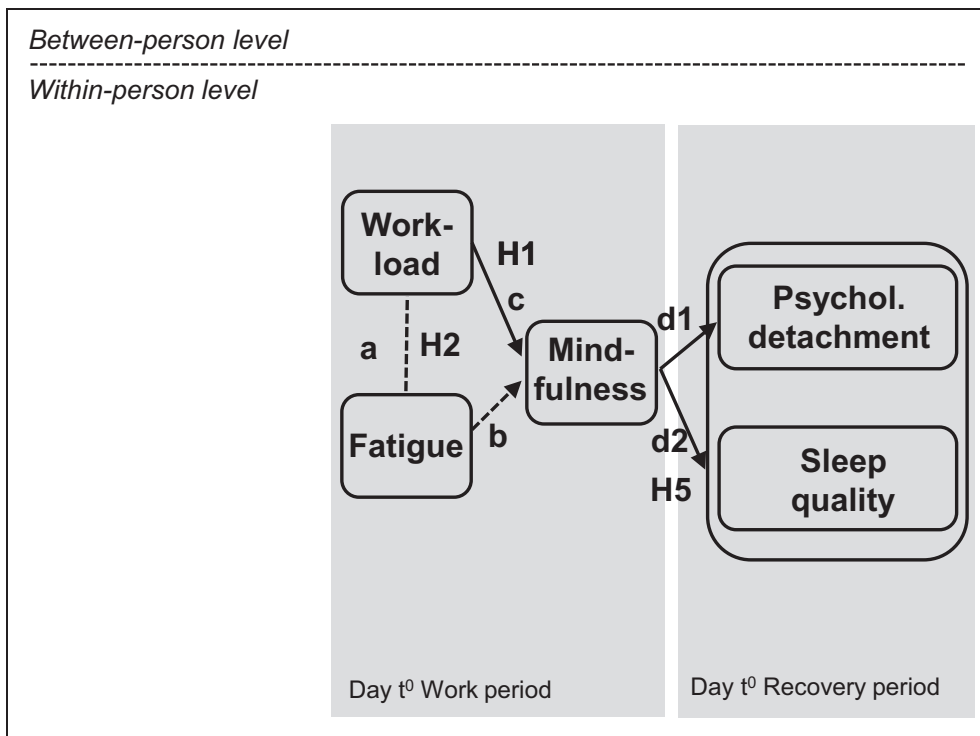 Between-person level
Within-person level
Work-
load
H1
c
a
H2
Mind-
fulness
Fatigue
b
d1
Psychol.
detachment
d2
H5
Sleep
quality
Day t⁰ Work period
Day t⁰ Recovery period